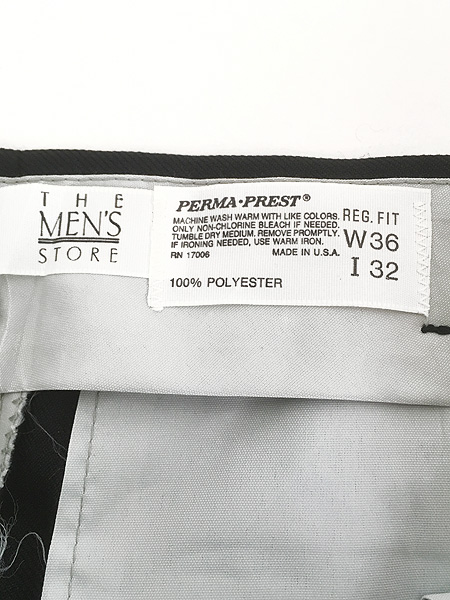 THE
MEN'S
STORE
PERMA·PREST®
MACHINE WASH WARM WITH LIKE COLORS.
ONLY NON-CHLORINE BLEACH IF NEEDED.
TUMBLE DRY MEDIUM. REMOVE PROMPTLY.
IF IRONING NEEDED, USE WARM IRON.
RN 17006 MADE IN U.S.A.
100% POLYESTER
REG. FIT
W36
I 32